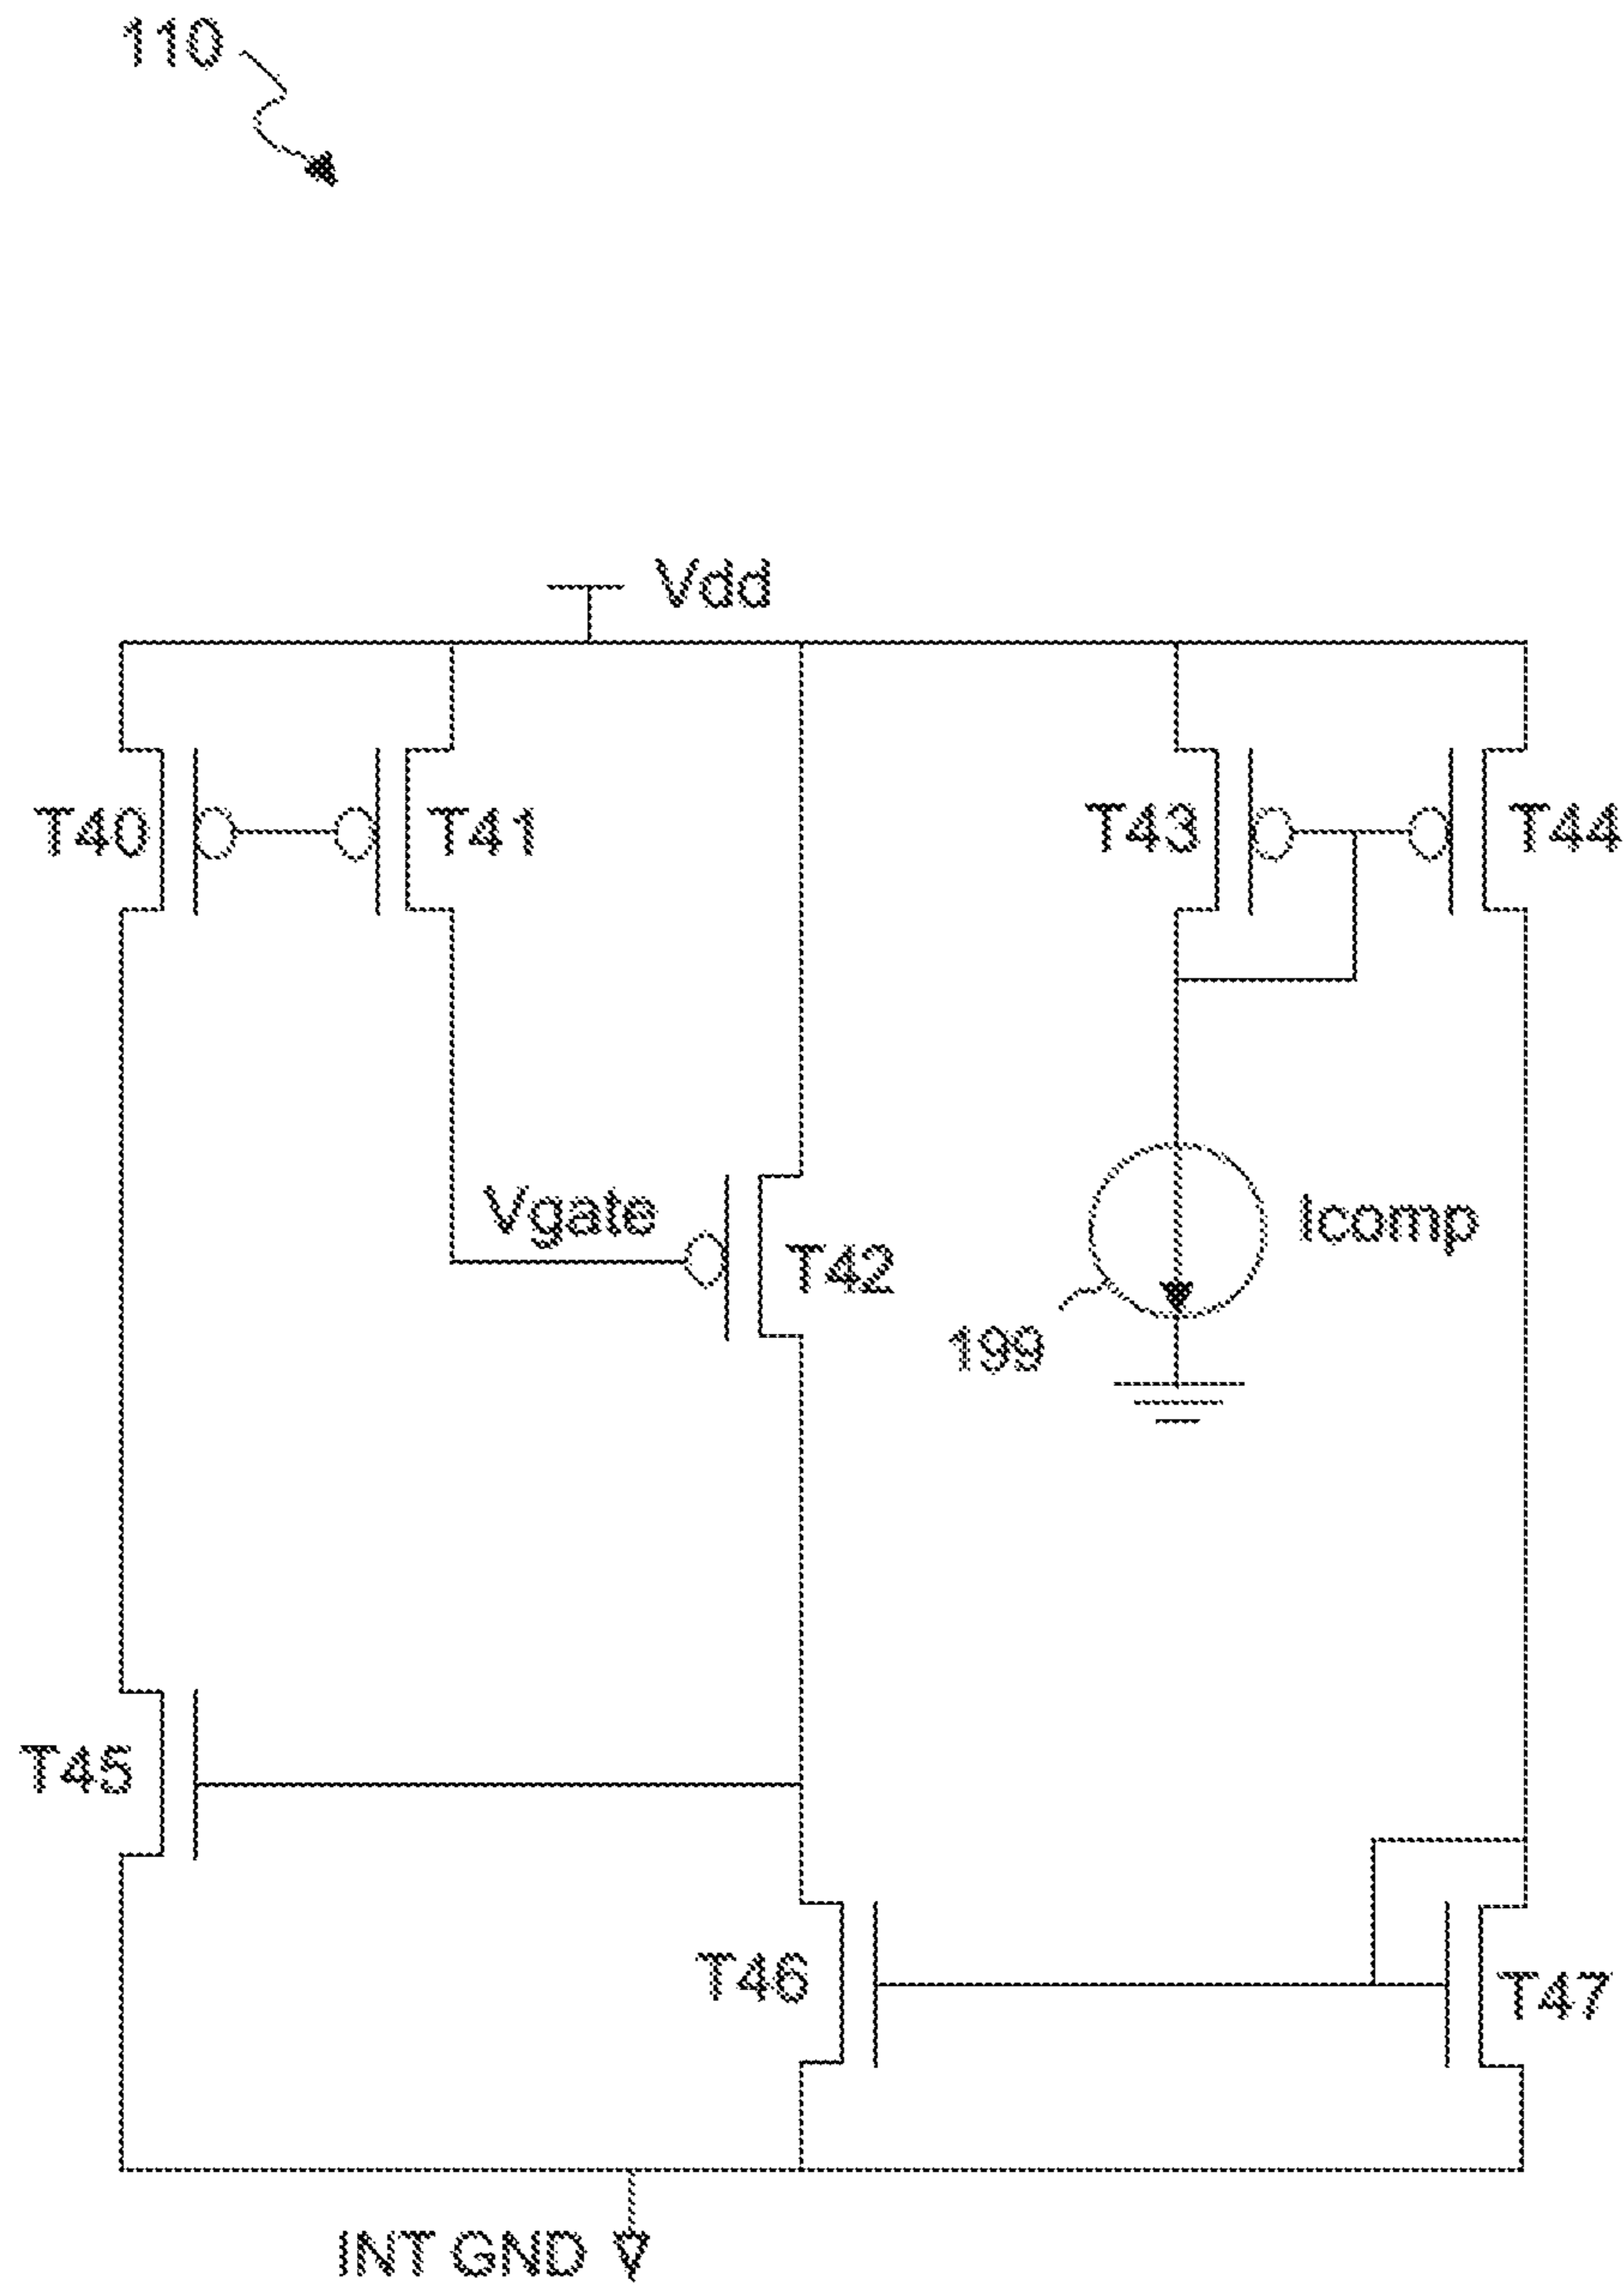 110
Vdd
T40
T41
T43
T44
Vgate
T42
Icomp
199
T45
T46
T47
INT GND